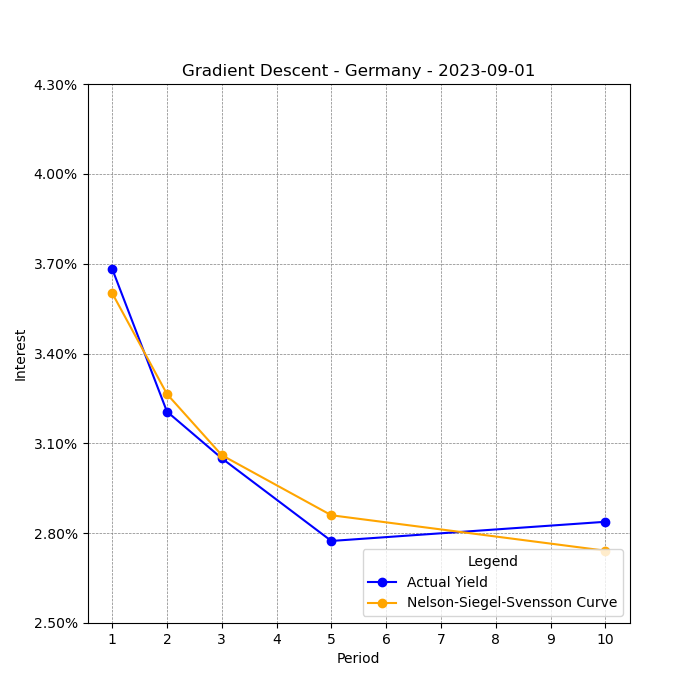 Gradient Descent - Germany - 2023-09-01
4.30%
4.00%
3.70%
3.40%
3.10%
2.80%
2.50%
Interest
1 2 3 4 5 6 7 8 9 10
Period
Legend
Actual Yield
Nelson-Siegel-Svensson Curve